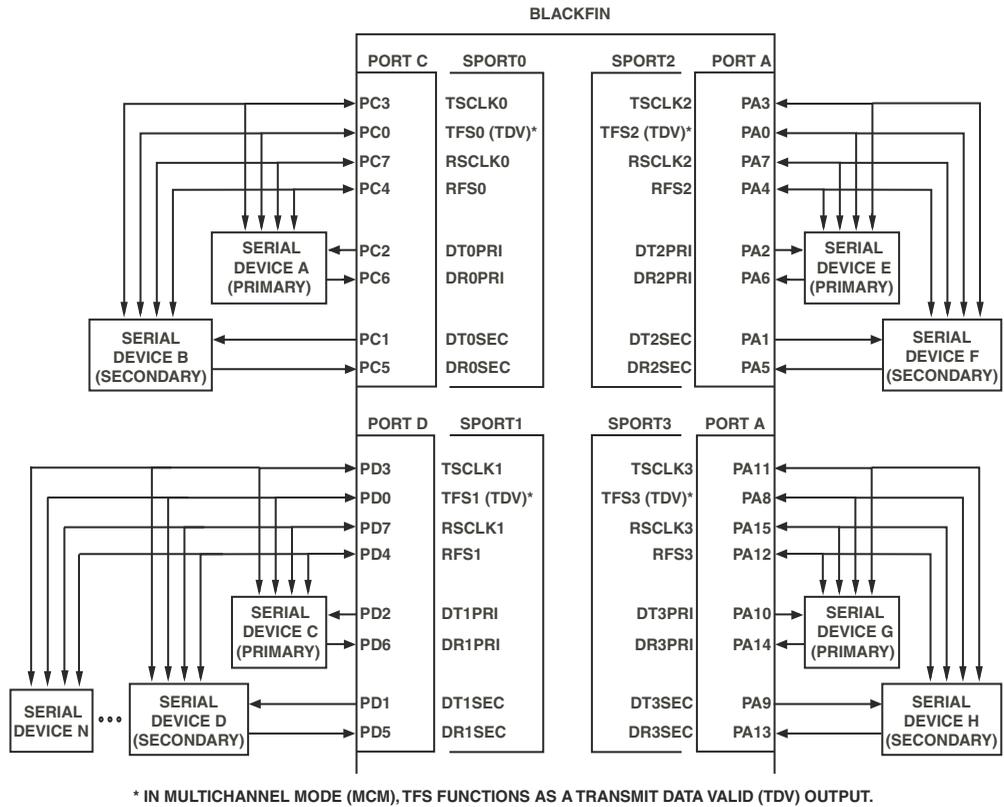 BLACKFIN
PORT C SPORT0 SPORT2 PORT A
PC3 TSCLK0 TSCLK2 PA3
PC0 TFS0 (TDV)* TFS2 (TDV)* PA0
PC7 RSCLK0 RSCLK2 PA7
PC4 RFS0 RFS2 PA4
SERIAL
DEVICE A
(PRIMARY)
PC2 DT0PRI DT2PRI PA2
PC6 DR0PRI DR2PRI PA6
SERIAL
DEVICE E
(PRIMARY)
SERIAL
DEVICE B
(SECONDARY)
PC1 DT0SEC DT2SEC PA1
PC5 DR0SEC DR2SEC PA5
SERIAL
DEVICE F
(SECONDARY)
PORT D SPORT1 SPORT3 PORT A
PD3 TSCLK1 TSCLK3 PA11
PD0 TFS1 (TDV)* TFS3 (TDV)* PA8
PD7 RSCLK1 RSCLK3 PA15
PD4 RFS1 RFS3 PA12
SERIAL
DEVICE C
(PRIMARY)
PD2 DT1PRI DT3PRI PA10
PD6 DR1PRI DR3PRI PA14
SERIAL
DEVICE G
(PRIMARY)
SERIAL
DEVICE N
SERIAL
DEVICE D
(SECONDARY)
PD1 DT1SEC DT3SEC PA9
PD5 DR1SEC DR3SEC PA13
SERIAL
DEVICE H
(SECONDARY)
* IN MULTICHANNEL MODE (MCM), TFS FUNCTIONS AS A TRANSMIT DATA VALID (TDV) OUTPUT.